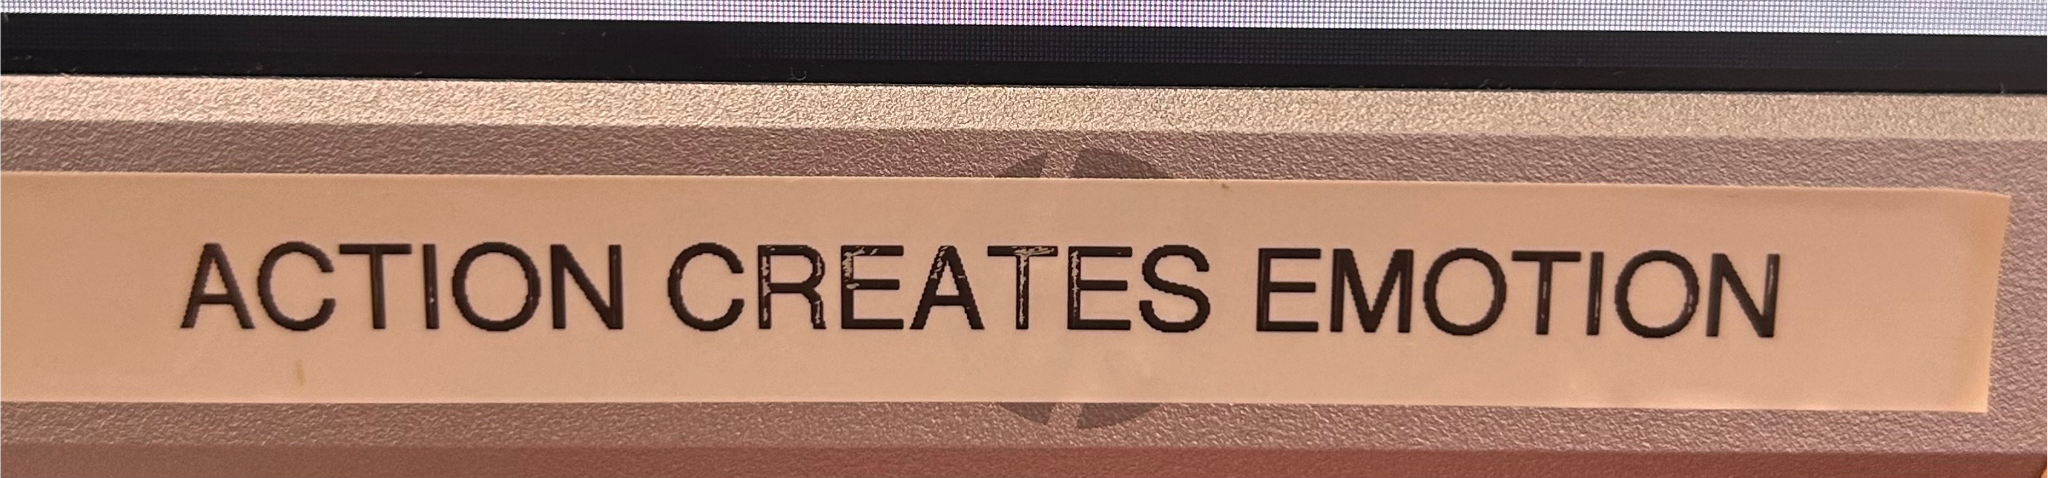 ACTION CREATES EMOTION